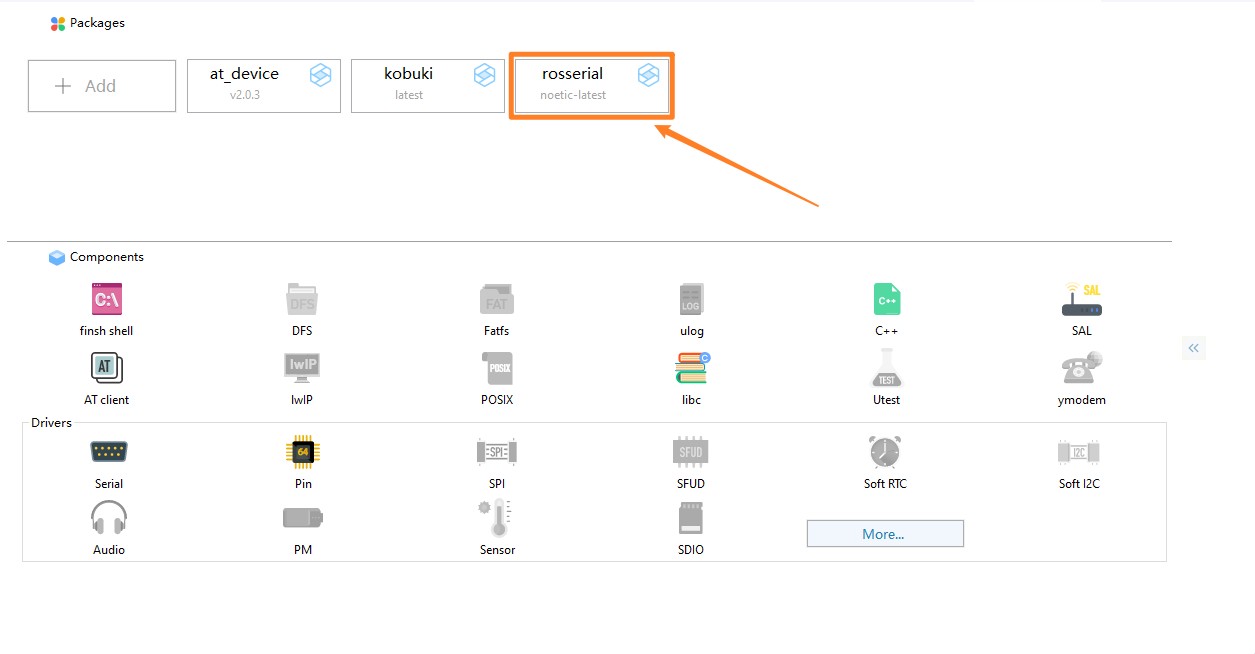 Packages
Add
at_device
v2.0.3
kobuki
latest
rosserial
noetic-latest
Components
C:\
DFS
FAT
LOG
C++
SAL
finsh shell
DFS
Fatfs
ulog
C++
SAL
AT
lwIP
POSIX
C
TEST
AT client
lwIP
POSIX
libc
Utest
ymodem
Drivers
64
SPI
SFUD
I2C
Serial
Pin
SPI
SFUD
Soft RTC
Soft I2C
More...
Audio
PM
Sensor
SDIO